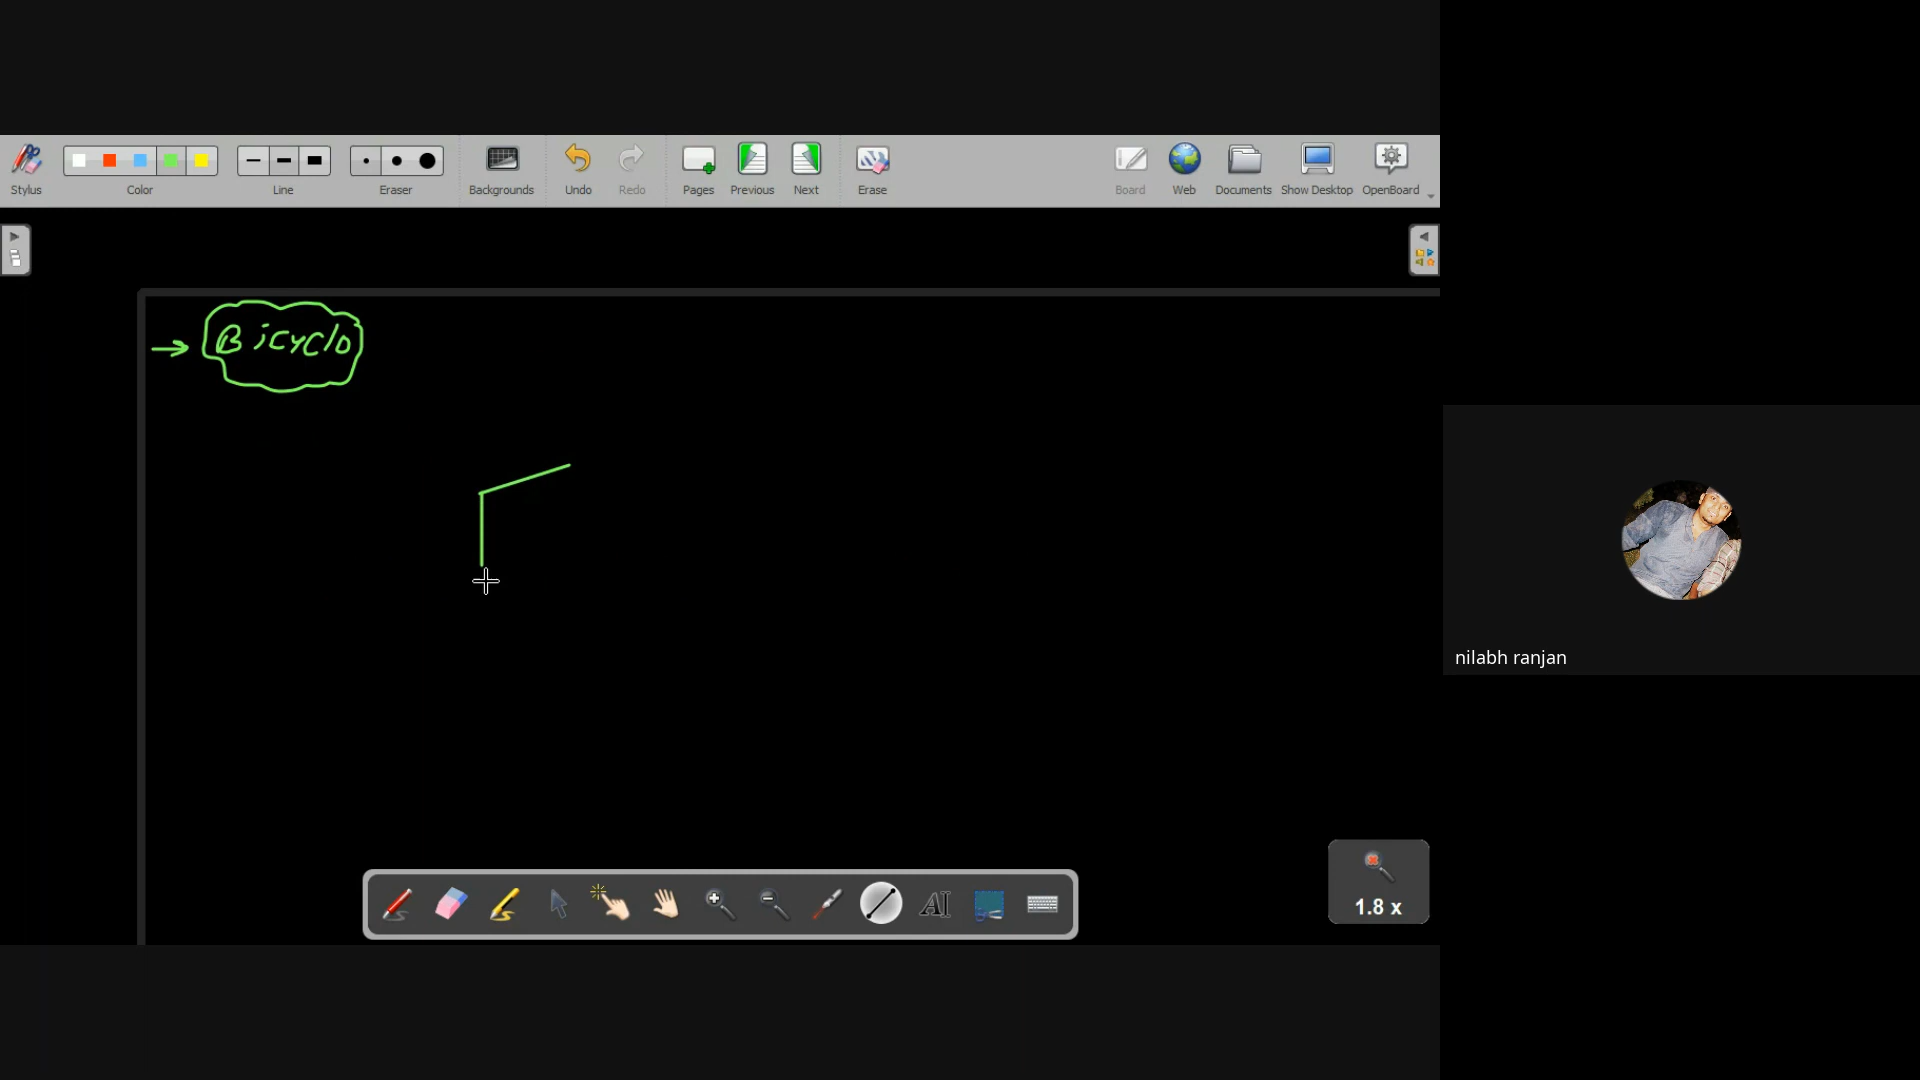 Stylus Color Line Eraser Backgrounds Undo Redo Pages Previous Next Erase Board Web Documents Show Desktop OpenBoard
→ Bicyclo
nilabh ranjan
AI
1.8 x